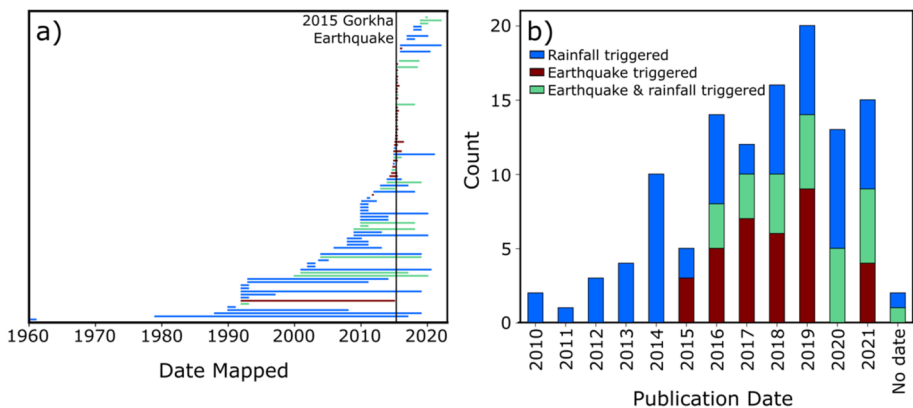 a)
2015 Gorkha
Earthquake
1960 1970 1980 1990 2000 2010 2020
Date Mapped
b)
Rainfall triggered
Earthquake triggered
Earthquake & rainfall triggered
Count
20
15
10
5
0
2010 2011 2012 2013 2014 2015 2016 2017 2018 2019 2020 2021 No date
Publication Date